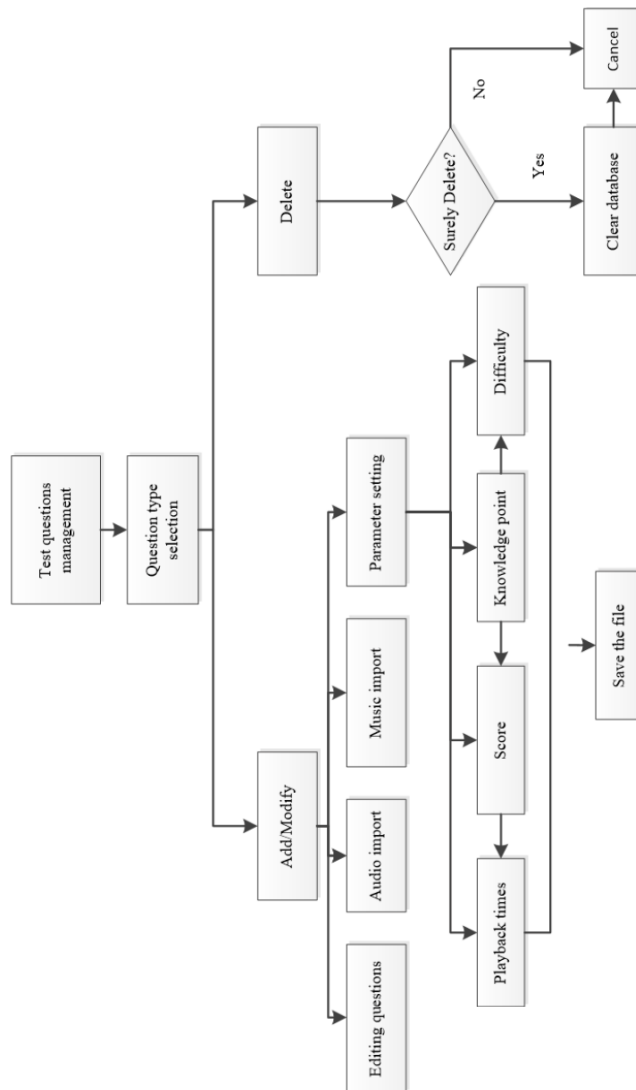 Test questions
management
Question type
selection
Add/Modify
Delete
Editing questions
Audio import
Music import
Parameter setting
Surely Delete?
No
Yes
Playback times
Score
Knowledge point
Difficulty
Clear database
Cancel
Save the file